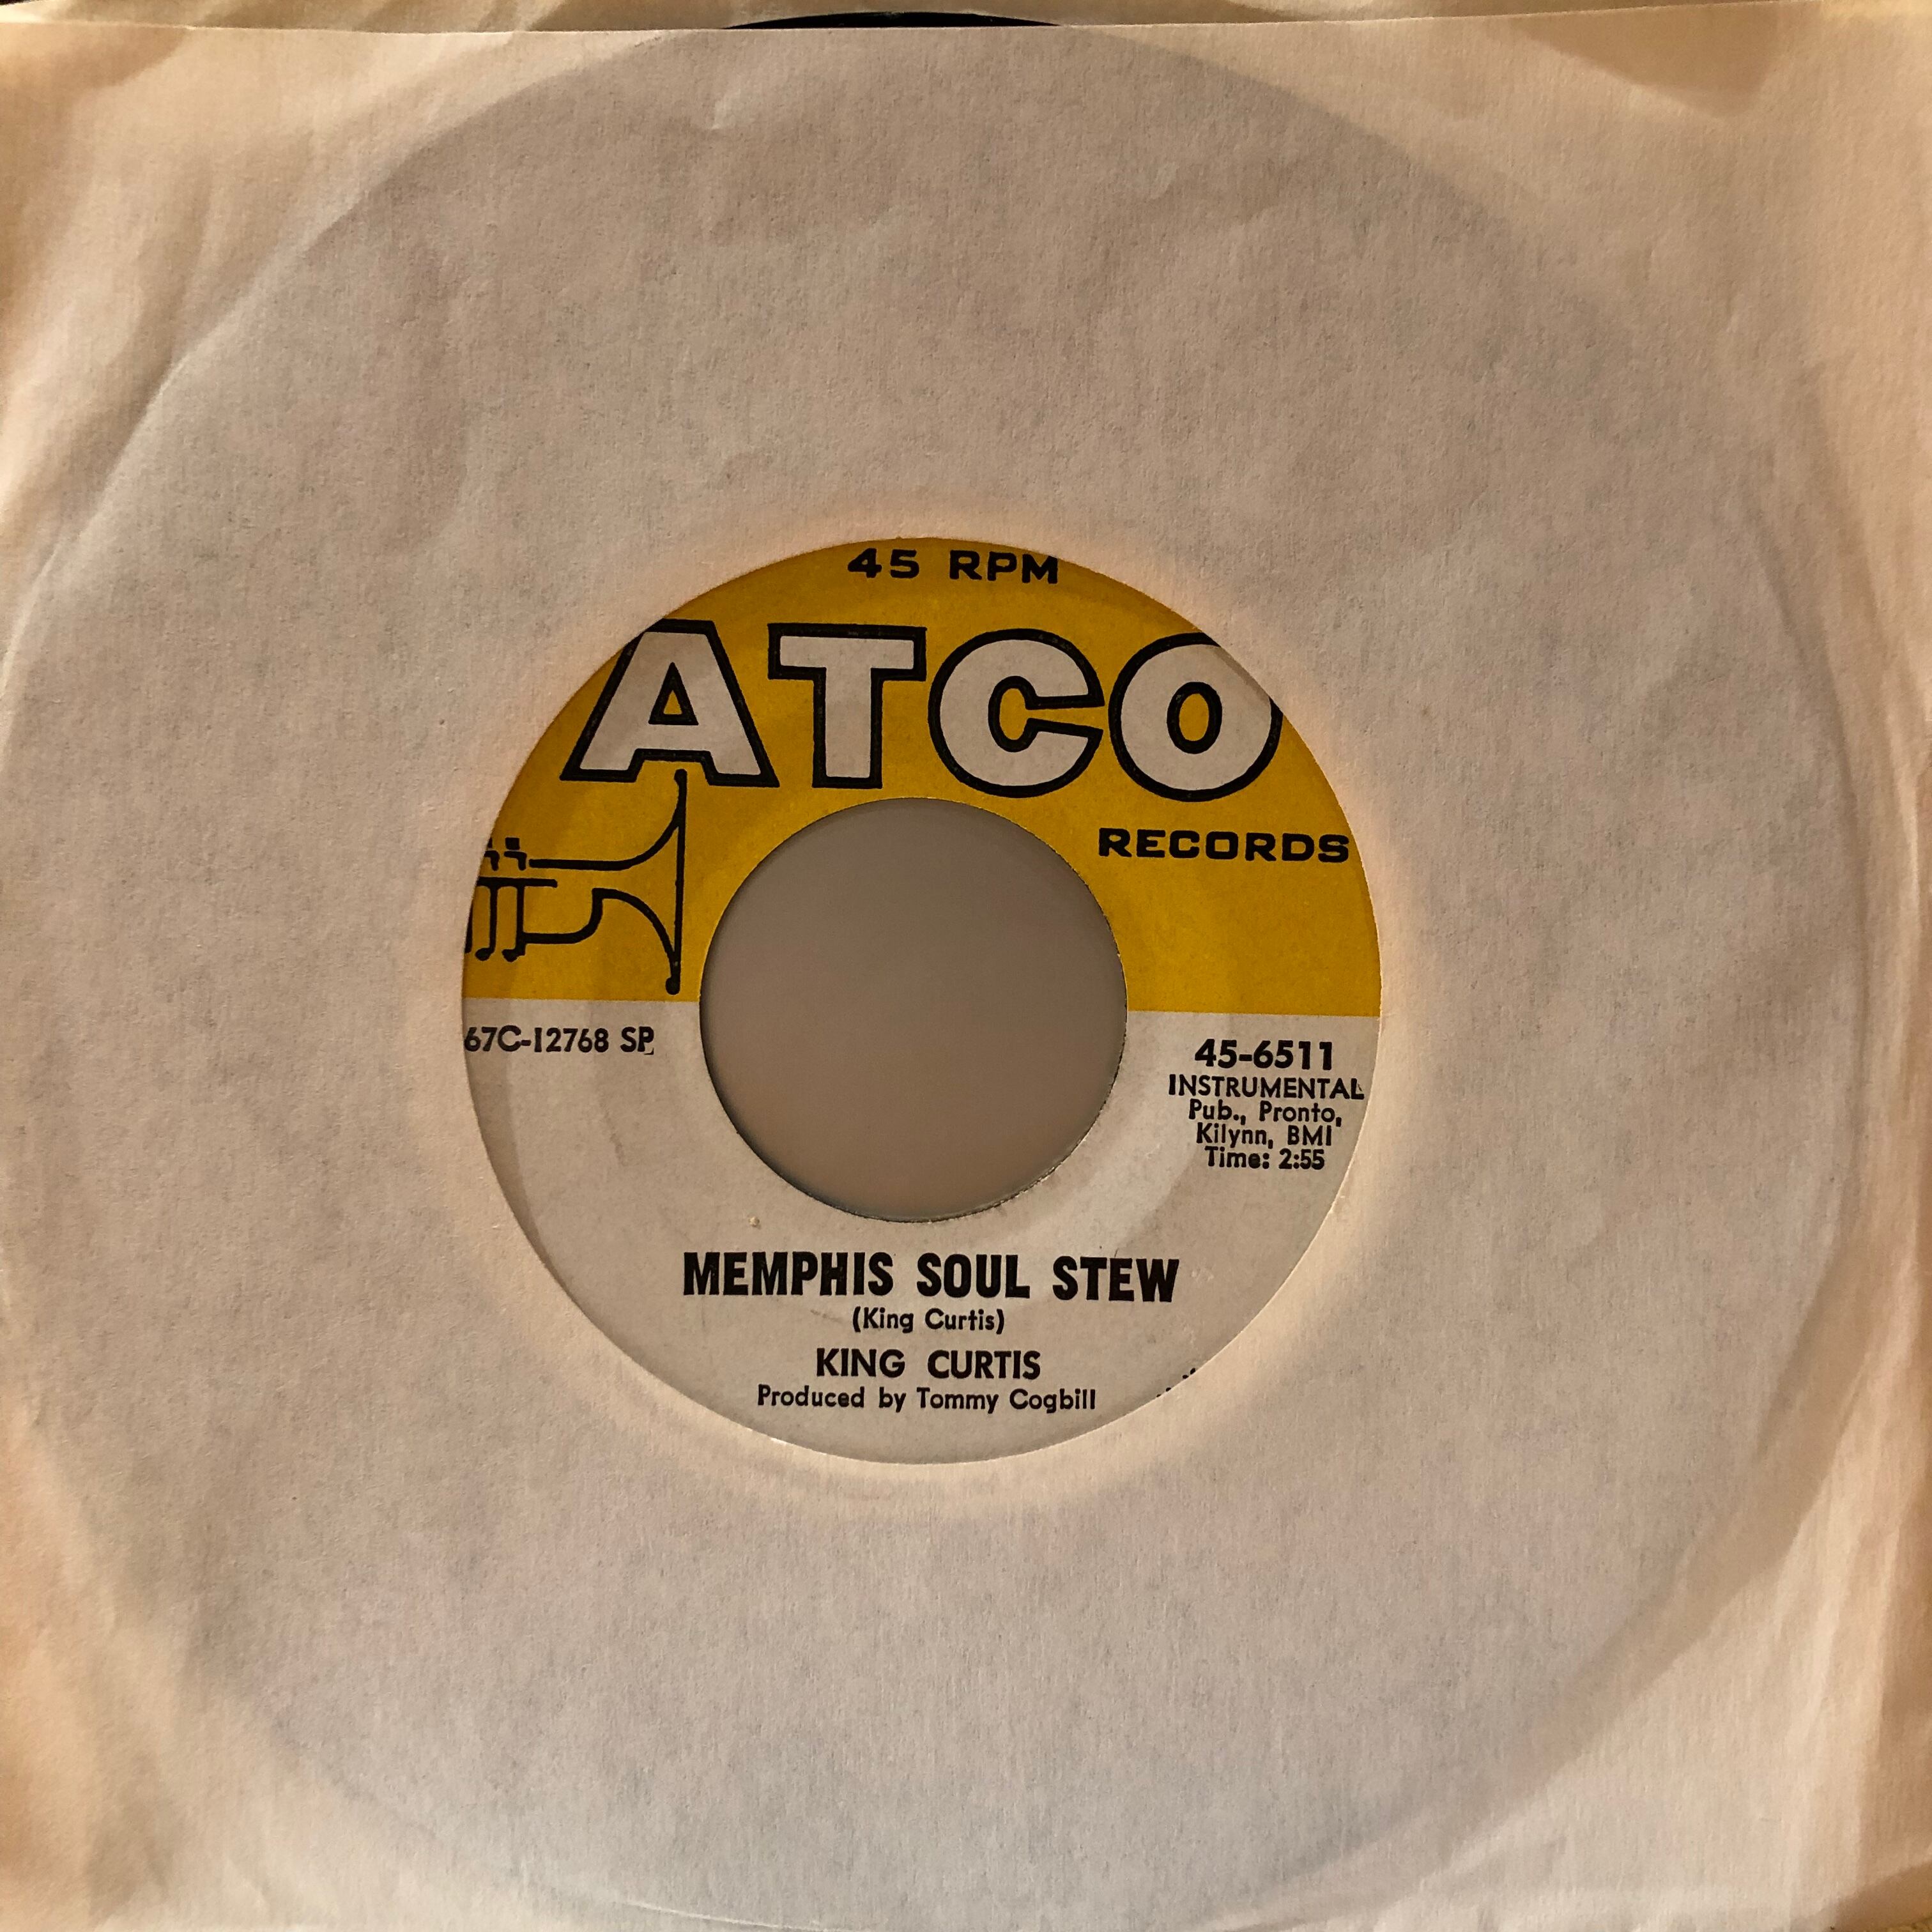 45 RPM
ATCO
RECORDS
67C-12768 SP
45-6511
INSTRUMENTAL
Pub., Pronto,
Kilynn, BMI
Time: 2:55
MEMPHIS SOUL STEW
(King Curtis)
KING CURTIS
Produced by Tommy Cogbill